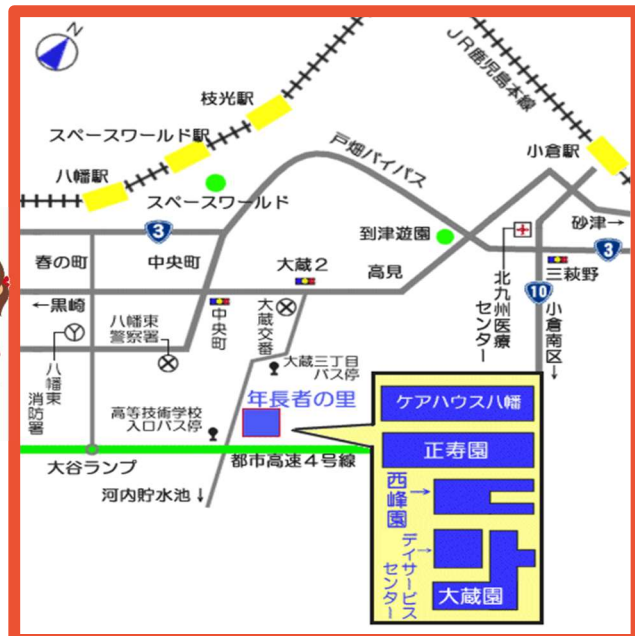 N
JR鹿児島本線
枝光駅
スペースワールド駅
八幡駅
スペースワールド
戸畑バイパス
小倉駅
砂津→
3
到津遊園
3
春の町
中央町
大蔵2
高見
三萩野
北九州医療
センター
10
小倉南区↓
←黒崎
八幡東
警察署
中央町
大蔵交番
八幡東
消防署
大蔵三丁目
バス停
年長者の里
高等技術学校
入口バス停
大谷ランプ
都市高速4号線
河内貯水池↓
ケアハウス八幡
正寿園
西峰園→
デイサービス→
センター
大蔵園